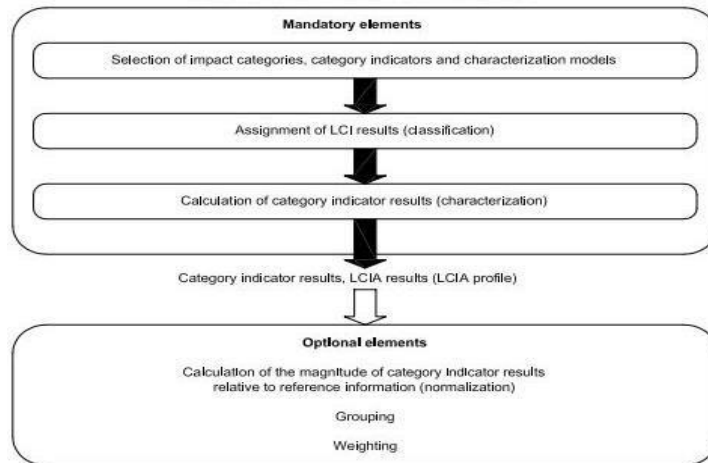 Mandatory elements
Selection of impact categories, category indicators and characterization models
Assignment of LCI results (classification)
Calculation of category indicator results (characterization)
Category indicator results, LCIA results (LCIA profile)
Optional elements
Calculation of the magnitude of category indicator results
relative to reference information (normalization)
Grouping
Weighting